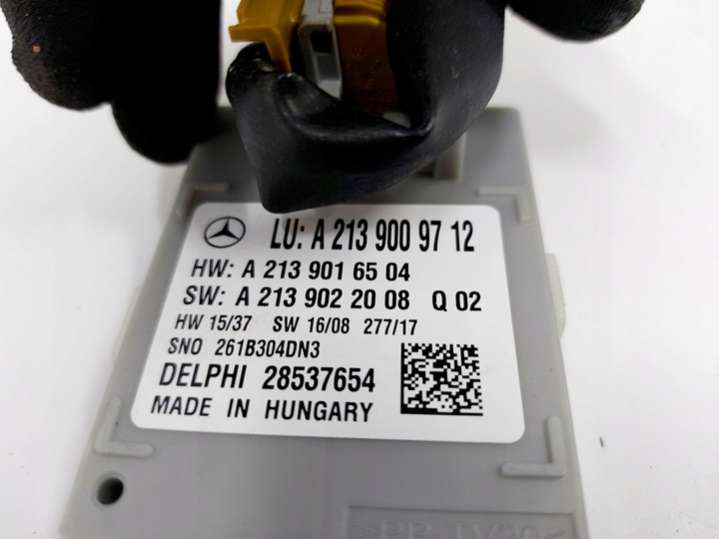 LU: A 213 900 97 12
HW: A 213 901 65 04
SW: A 213 902 20 08 Q 02
HW 15/37 SW 16/08 277/17
SNO 261B304DN3
DELPHI 28537654
MADE IN HUNGARY